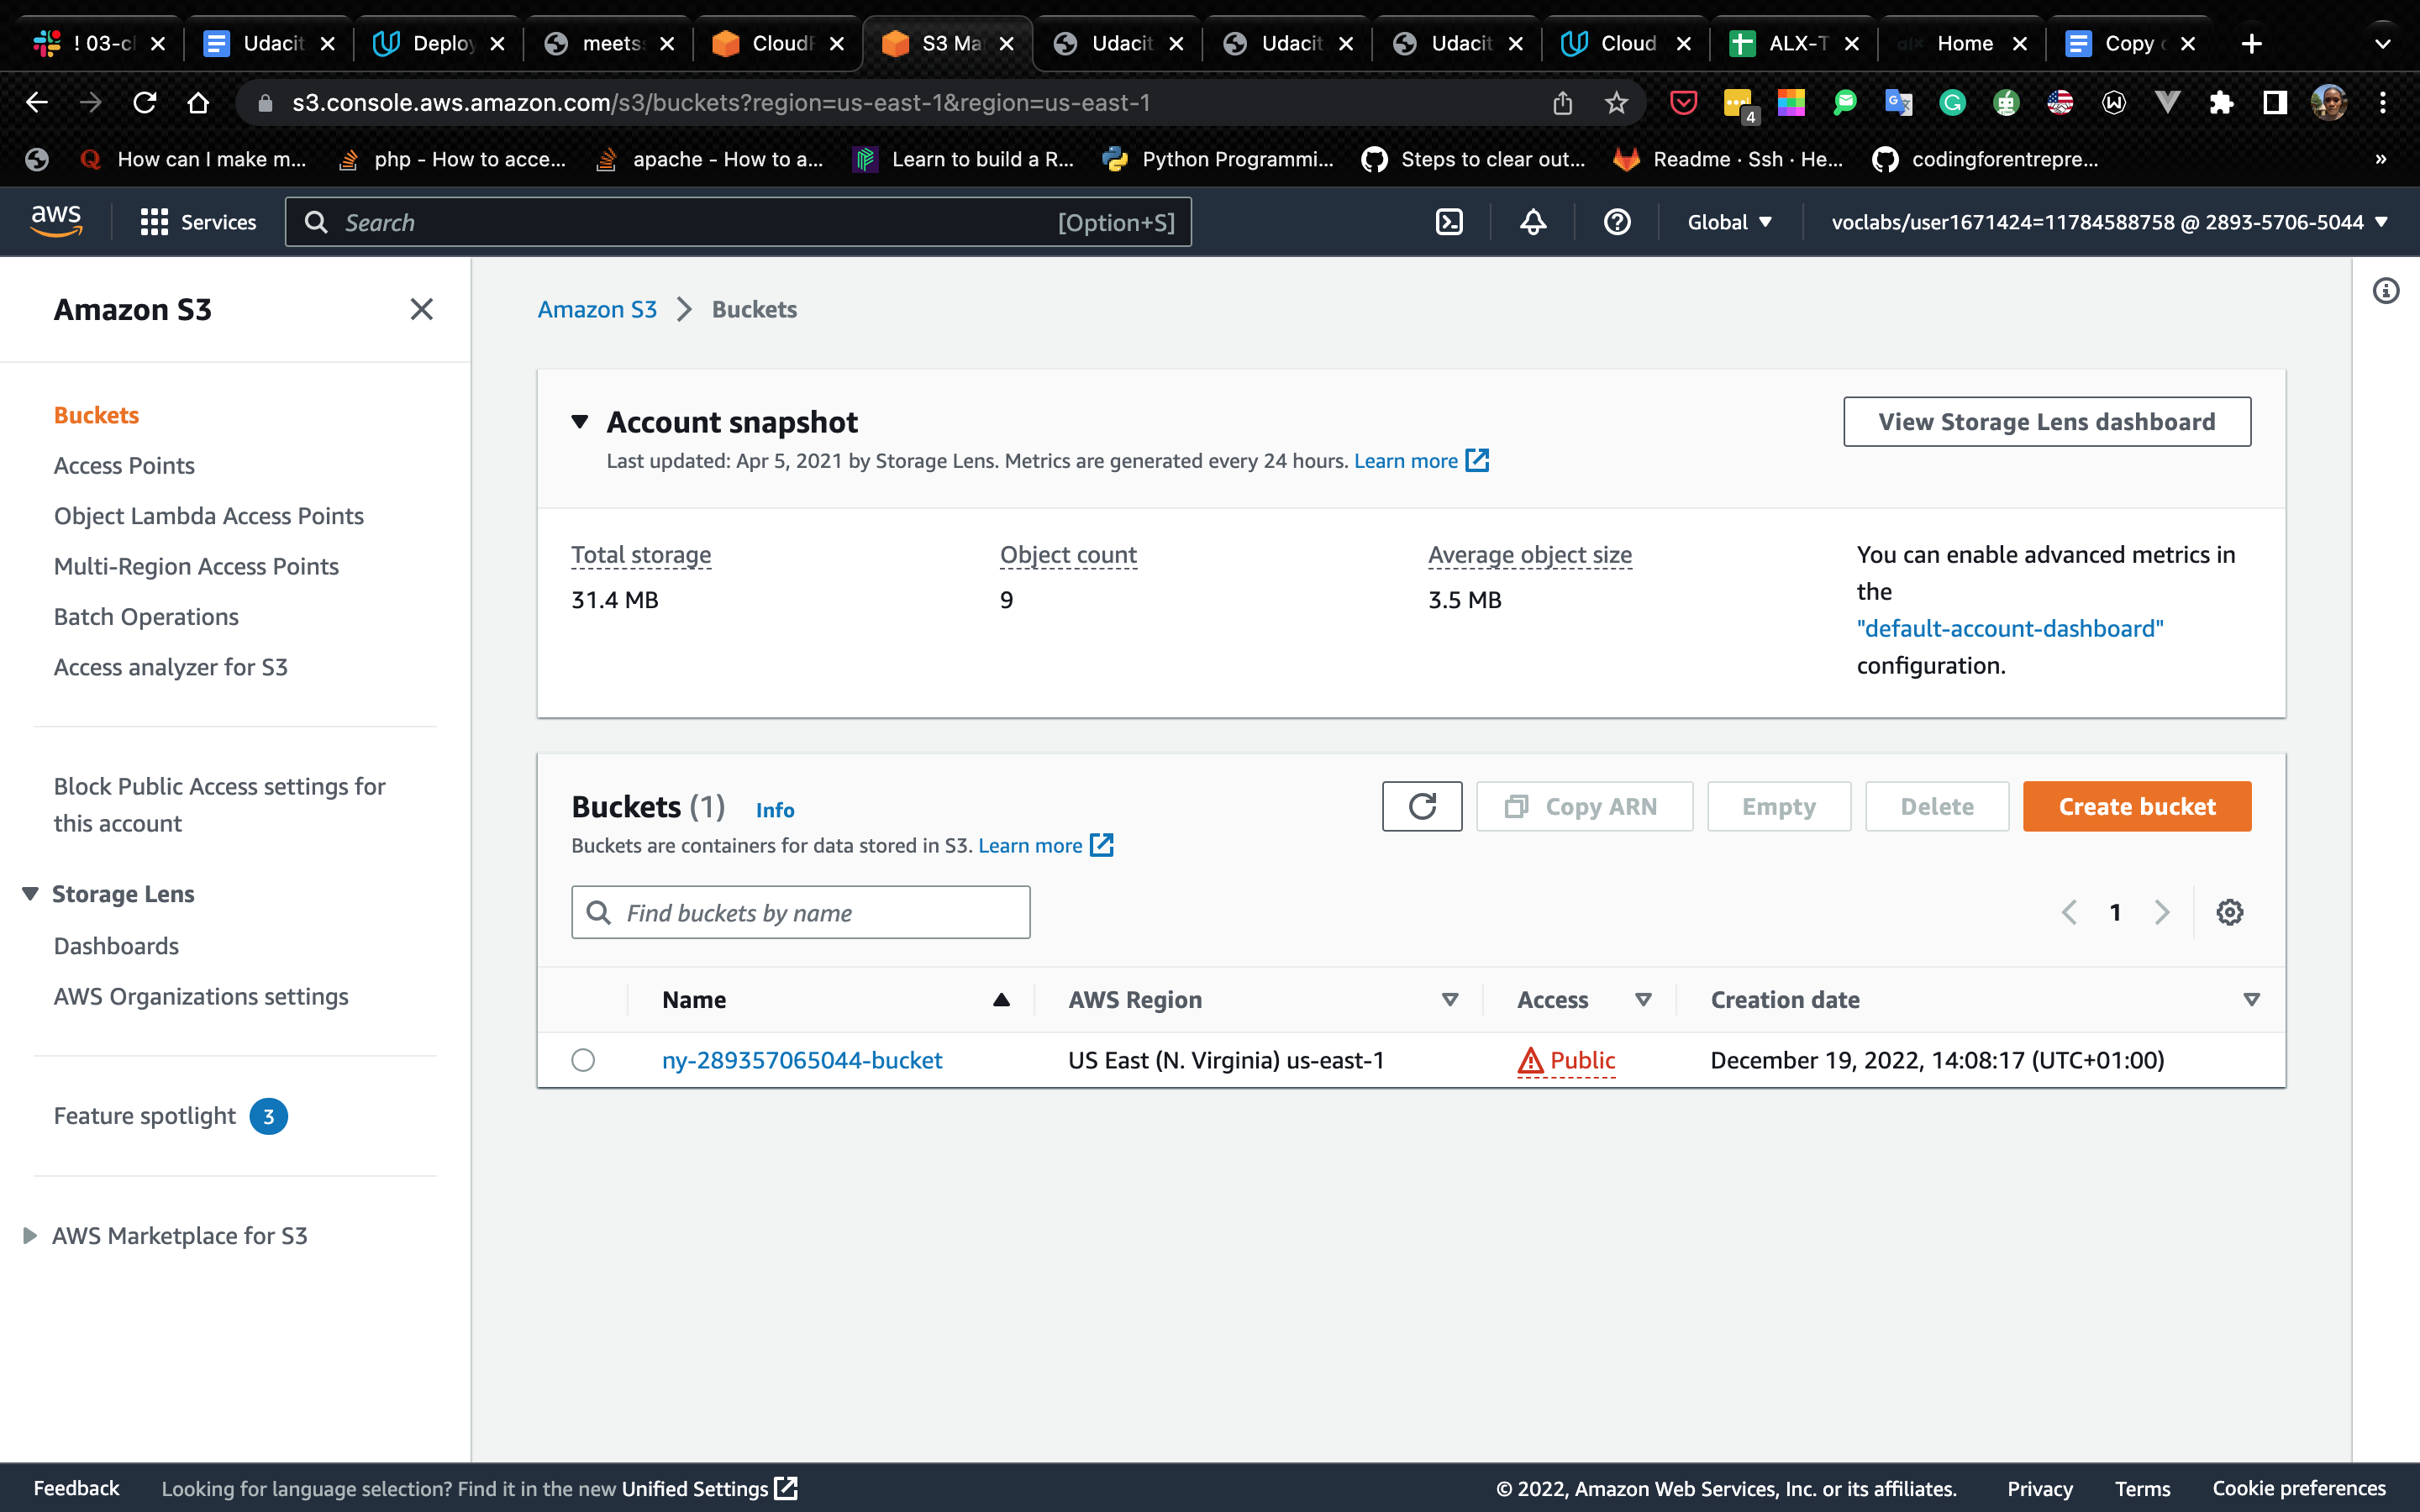 ! 03-cl
Udacit
Deploy
meetss
CloudF
S3 Ma
Udacit
Udacit
Udacit
Cloud
ALX-T
alx
Home
Copy
s3.console.aws.amazon.com/s3/buckets?region=us-east-1&region=us-east-1
4
How can I make m...
php - How to acce...
apache - How to a...
Learn to build a R...
Python Programmi...
Steps to clear out...
Readme · Ssh · He...
codingforentrepre...
»
aws
Services
Search
[Option+S]
Global
voclabs/user1671424=11784588758 @ 2893-5706-5044
Amazon S3
Buckets
Access Points
Object Lambda Access Points
Multi-Region Access Points
Batch Operations
Access analyzer for S3
Block Public Access settings for
this account
Storage Lens
Dashboards
AWS Organizations settings
Feature spotlight 3
AWS Marketplace for S3
Amazon S3 > Buckets
Account snapshot
Last updated: Apr 5, 2021 by Storage Lens. Metrics are generated every 24 hours. Learn more
View Storage Lens dashboard
Total storage
31.4 MB
Object count
9
Average object size
3.5 MB
You can enable advanced metrics in
the
"default-account-dashboard"
configuration.
Buckets (1) Info
Buckets are containers for data stored in S3. Learn more
Copy ARN
Empty
Delete
Create bucket
Find buckets by name
1
Name AWS Region Access Creation date
ny-289357065044-bucket US East (N. Virginia) us-east-1 Public December 19, 2022, 14:08:17 (UTC+01:00)
Feedback
Looking for language selection? Find it in the new Unified Settings
© 2022, Amazon Web Services, Inc. or its affiliates.
Privacy
Terms
Cookie preferences